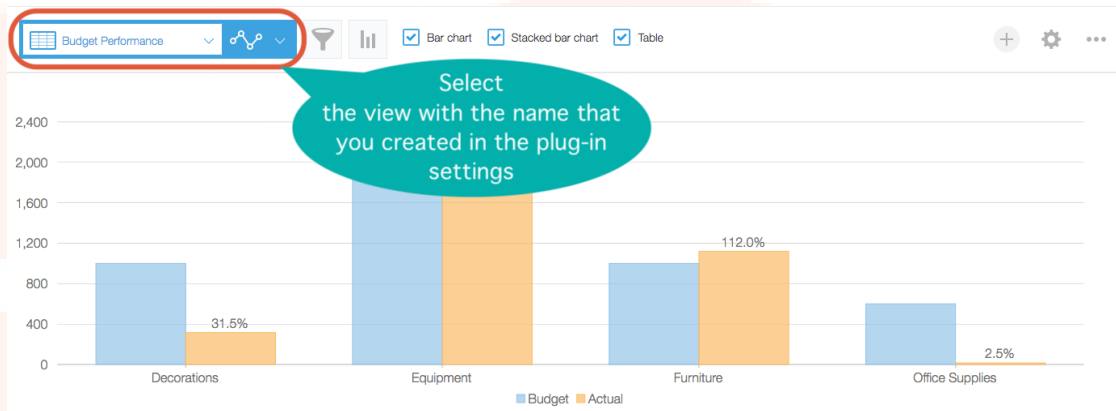 Budget Performance
Bar chart
Stacked bar chart
Table
Select
the view with the name that
you created in the plug-in
settings
2,400
2,000
1,600
1,200
800
400
0
31.5%
112.0%
2.5%
Decorations
Equipment
Furniture
Office Supplies
Budget
Actual